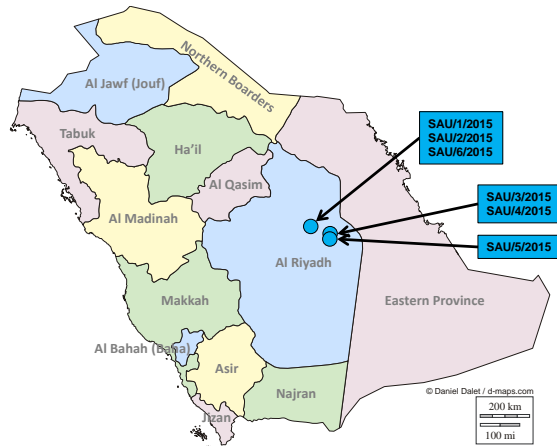 Northern Boarders
Al Jawf (Jouf)
Tabuk
Ha'il
Al Qasim
Al Madinah
Al Riyadh
Makkah
Eastern Province
Al Bahah (Baha)
Asir
Najran
Jizan
SAU/1/2015
SAU/2/2015
SAU/6/2015
SAU/3/2015
SAU/4/2015
SAU/5/2015
© Daniel Dalet / d-maps.com
200 km
100 mi